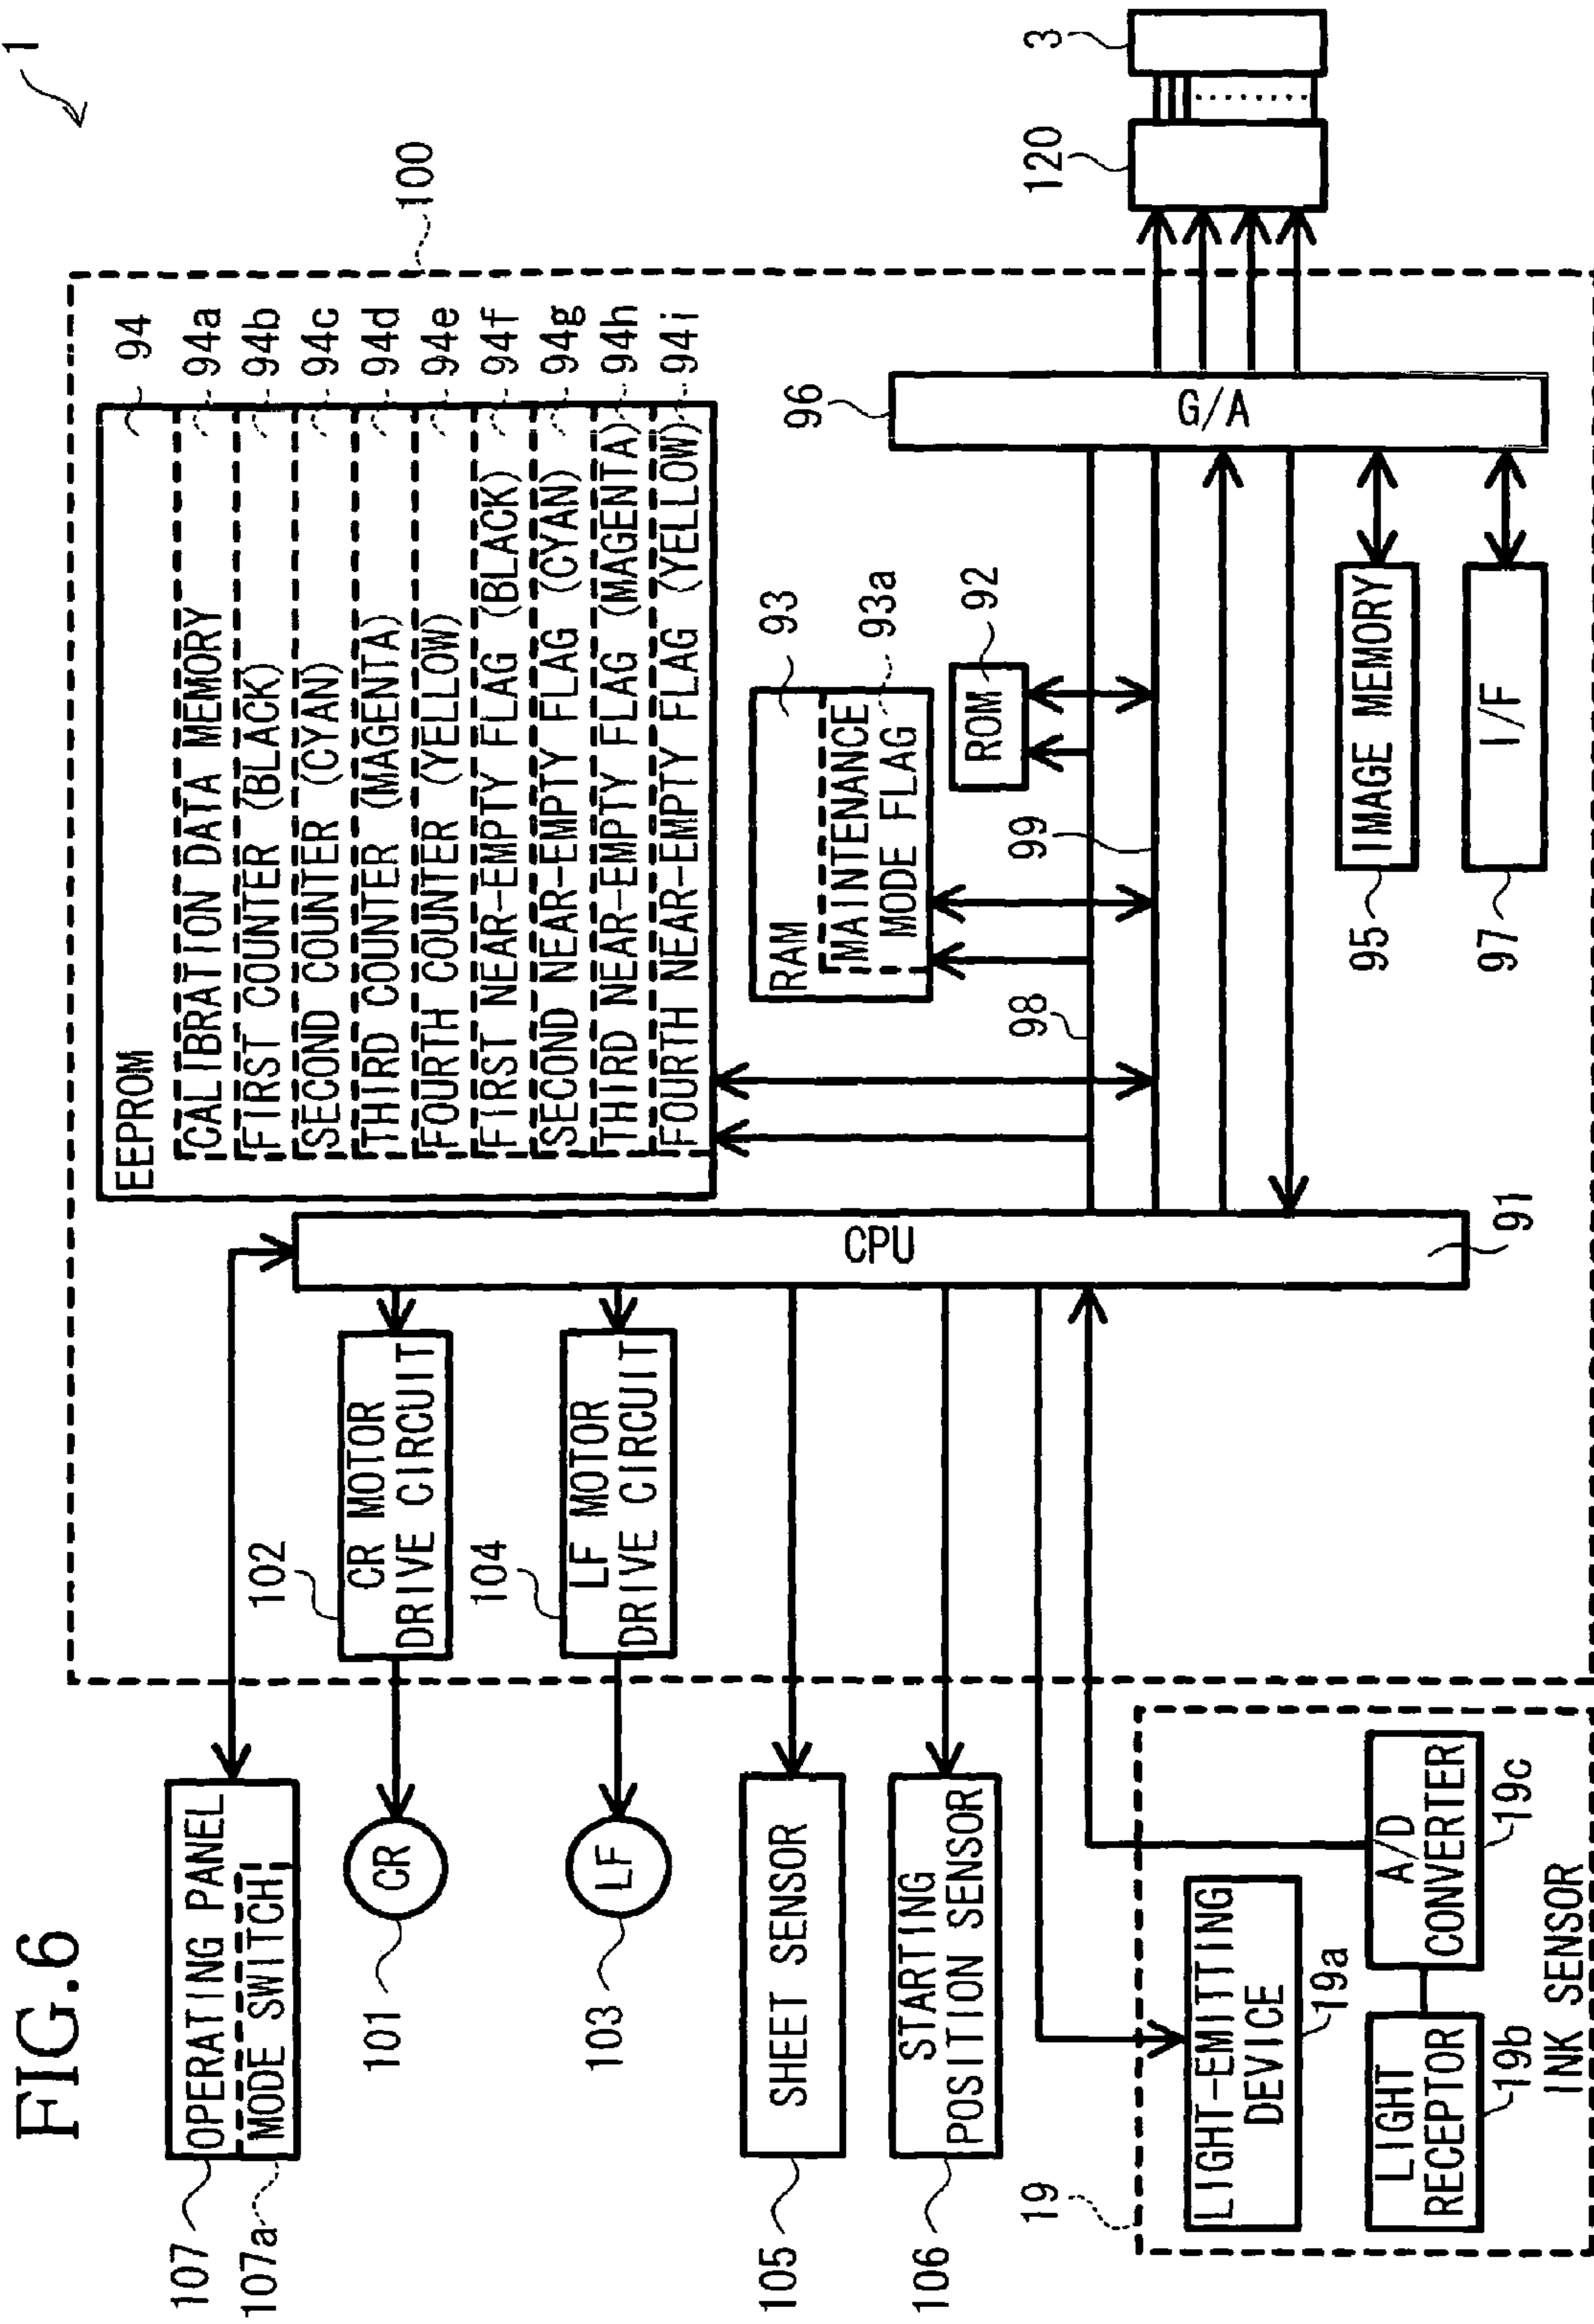 FIG.6
1
107
OPERATING PANEL
MODE SWITCH
107a
CR
101
102
CR MOTOR
DRIVE CIRCUIT
LF
103
104
LF MOTOR
DRIVE CIRCUIT
105
SHEET SENSOR
106
STARTING
POSITION SENSOR
19
LIGHT-EMITTING
DEVICE
19a
LIGHT
RECEPTOR
19b
A/D
CONVERTER
19c
INK SENSOR
CPU
91
100
EEPROM
94
CALIBRATION DATA MEMORY
94a
FIRST COUNTER (BLACK)
94b
SECOND COUNTER (CYAN)
94c
THIRD COUNTER (MAGENTA)
94d
FOURTH COUNTER (YELLOW)
94e
FIRST NEAR-EMPTY FLAG (BLACK)
94f
SECOND NEAR-EMPTY FLAG (CYAN)
94g
THIRD NEAR-EMPTY FLAG (MAGENTA)
94h
FOURTH NEAR-EMPTY FLAG (YELLOW)
94i
RAM
93
MAINTENANCE
MODE FLAG
93a
ROM
92
98
99
G/A
96
IMAGE MEMORY
95
I/F
97
120
3